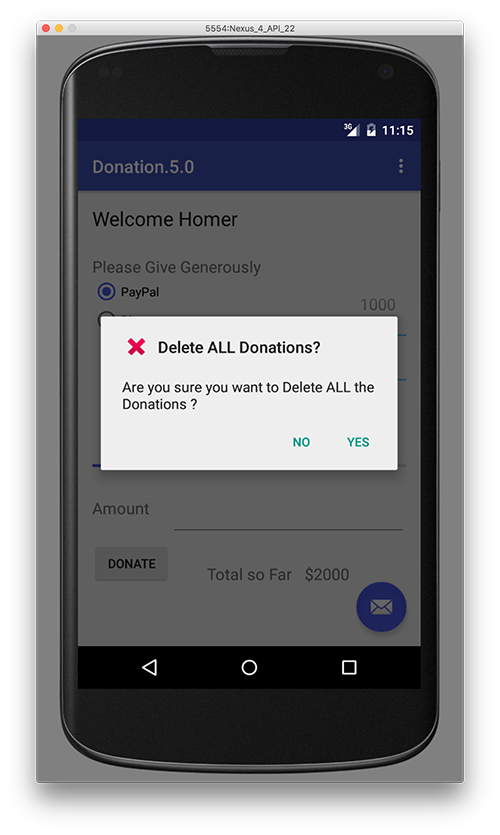 5554:Nexus_4_API_22
3G 11:15
Donation.5.0
Welcome Homer
Please Give Generously
PayPal
1000
Delete ALL Donations?
Are you sure you want to Delete ALL the
Donations ?
NO YES
Amount
DONATE
Total so Far $2000